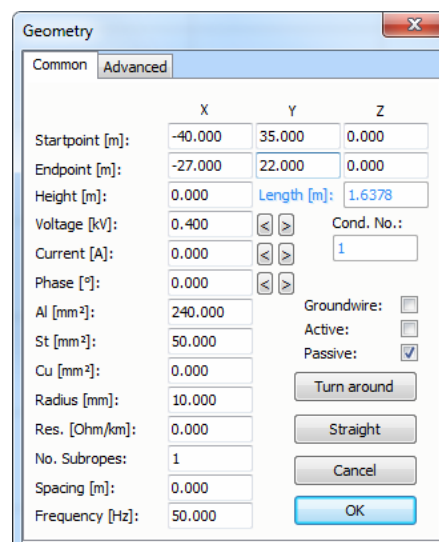 Geometry
Common Advanced
X Y Z
Startpoint [m]: -40.000 35.000 0.000
Endpoint [m]: -27.000 22.000 0.000
Height [m]: 0.000 Length [m]: 1.6378
Voltage [kV]: 0.400 < > Cond. No.:
Current [A]: 0.000 < > 1
Phase [°]: 0.000 < >
Al [mm²]: 240.000 Groundwire:
St [mm²]: 50.000 Active:
Cu [mm²]: 0.000 Passive:
Radius [mm]: 10.000 Turn around
Res. [Ohm/km]: 0.000 Straight
No. Subropes: 1
Spacing [m]: 0.000 Cancel
Frequency [Hz]: 50.000 OK